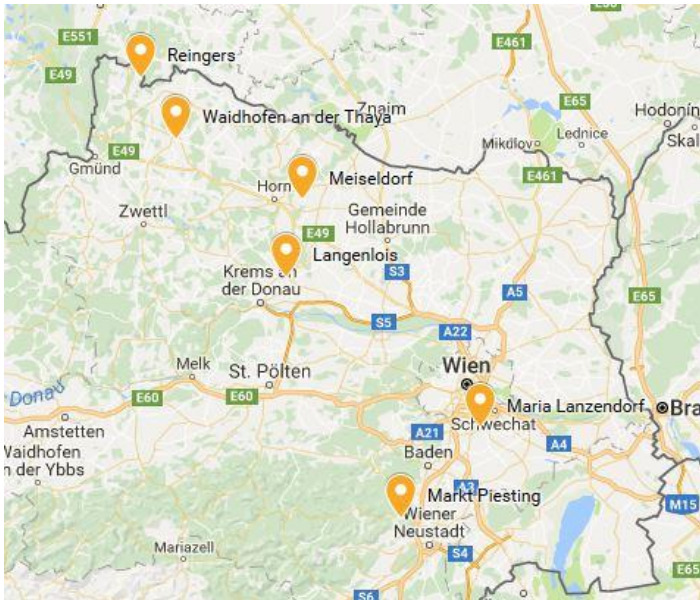 E551
E461
E50
Reingers
E49
E65
Hodonín
Znaim
Waidhofen an der Thaya
Skal
Mikulov
Lednice
E49
Gmünd
E461
Meiseldorf
Horn
Zwettl
Gemeinde
Hollabrunn
E49
Langenlois
Krems an
der Donau
S3
A5
E65
S5
A22
Melk
St. Pölten
Wien
Donau
E60
E60
Maria Lanzendorf
Bra
Schwechat
Amstetten
A21
A4
Waidhofen
n der Ybbs
Baden
A3
Markt Piesting
M15
Wiener
Neustadt
Mariazell
S4
E65
S6